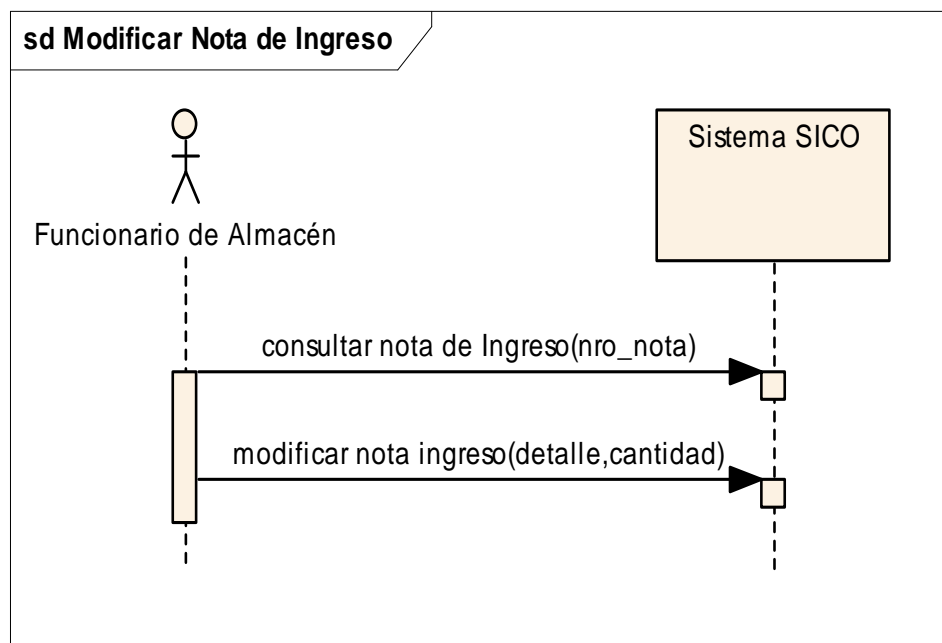 sd Modificar Nota de Ingreso
Sistema SICO
Funcionario de Almacén
consultar nota de Ingreso(nro_nota)
modificar nota ingreso(detalle,cantidad)